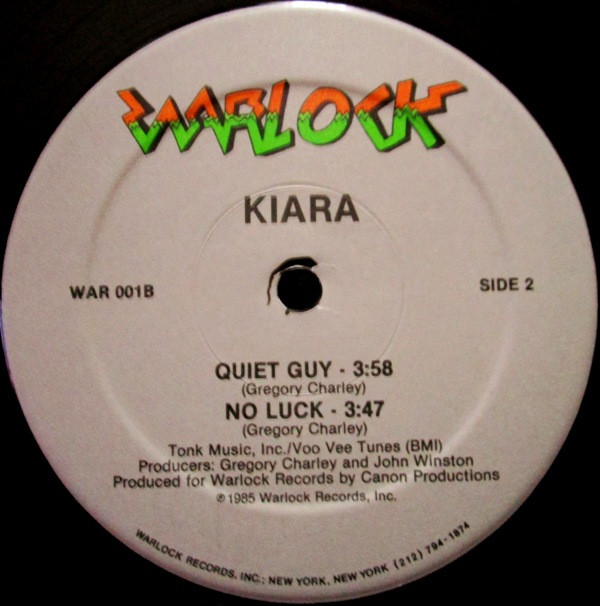 WARLOCK
KIARA
WAR 001B
SIDE 2
QUIET GUY - 3:58
(Gregory Charley)
NO LUCK - 3:47
(Gregory Charley)
Tonk Music, Inc./Voo Vee Tunes (BMI)
Producers: Gregory Charley and John Winston
Produced for Warlock Records by Canon Productions
℗1985 Warlock Records, Inc.
WARLOCK RECORDS, INC.; NEW YORK, NEW YORK (212) 794-1874